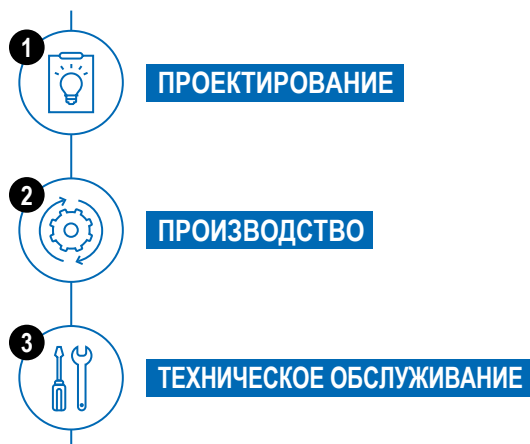 1
ПРОЕКТИРОВАНИЕ
2
ПРОИЗВОДСТВО
3
ТЕХНИЧЕСКОЕ ОБСЛУЖИВАНИЕ